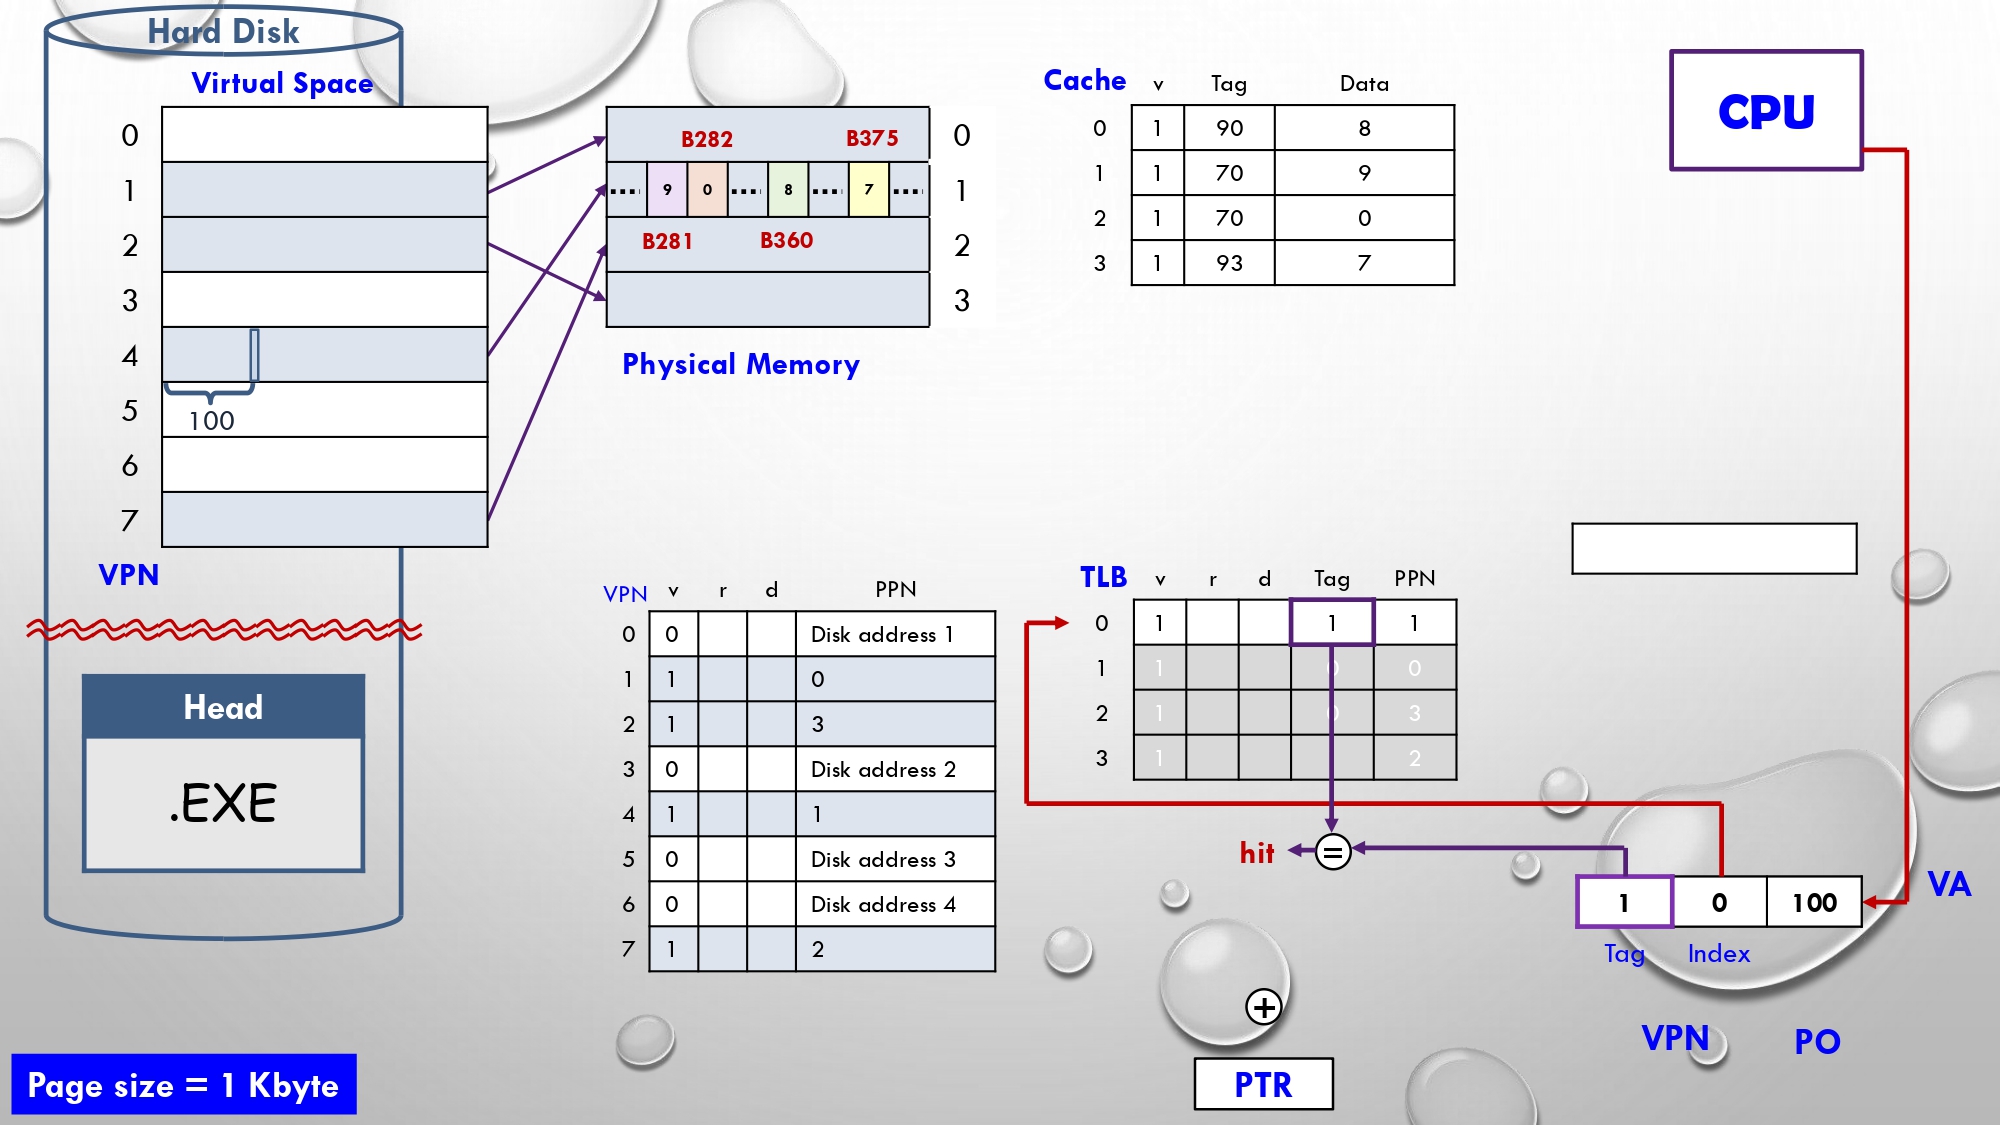 Hard Disk
Virtual Space
0
1
2
3
4
100
5
6
7
VPN
Head
.EXE
Page size = 1 Kbyte
B282 B375 0
.... 9 0 .... 8 .... 7 .... 1
B281 B360 2
3
Physical Memory
Cache v Tag Data
0 1 90 8
1 1 70 9
2 1 70 0
3 1 93 7
CPU
VPN v r d PPN
0 0 Disk address 1
1 1 0
2 1 3
3 0 Disk address 2
4 1 1
5 0 Disk address 3
6 0 Disk address 4
7 1 2
TLB v r d Tag PPN
0 1 1 1
1 1 0 0
2 1 0 3
3 1 2
hit =
1 0 100 VA
Tag Index
VPN PO
+
PTR